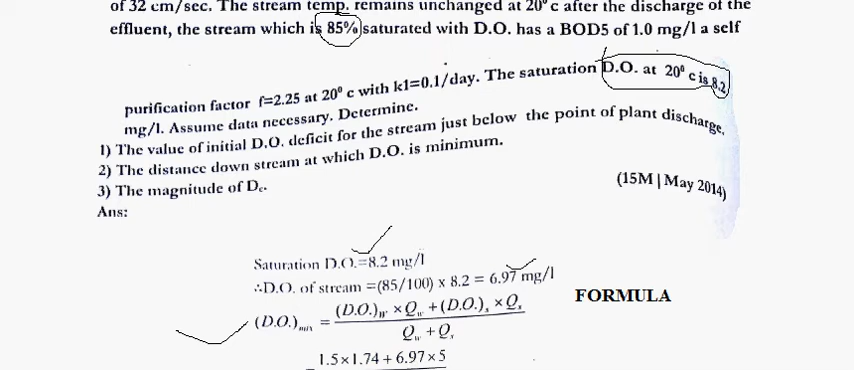 of 32 cm/sec. The stream temp. remains unchanged at 20⁰ c after the discharge of the
effluent, the stream which is 85% saturated with D.O. has a BOD5 of 1.0 mg/l a self
purification factor f=2.25 at 20⁰ c with k1=0.1/day. The saturation D.O. at 20⁰ c is 8.2
mg/l. Assume data necessary. Determine.
1) The value of initial D.O. deficit for the stream just below the point of plant discharge.
2) The distance down stream at which D.O. is minimum.
3) The magnitude of Dc.
(15M | May 2014)
Ans:
Saturation D.O.=8.2 mg/l
∴D.O. of stream =(85/100) x 8.2 = 6.97 mg/l
FORMULA
(D.O.)mix = (D.O.)w × Qw + (D.O.)s × Qs
Qw + Qs
1.5×1.74 + 6.97×5